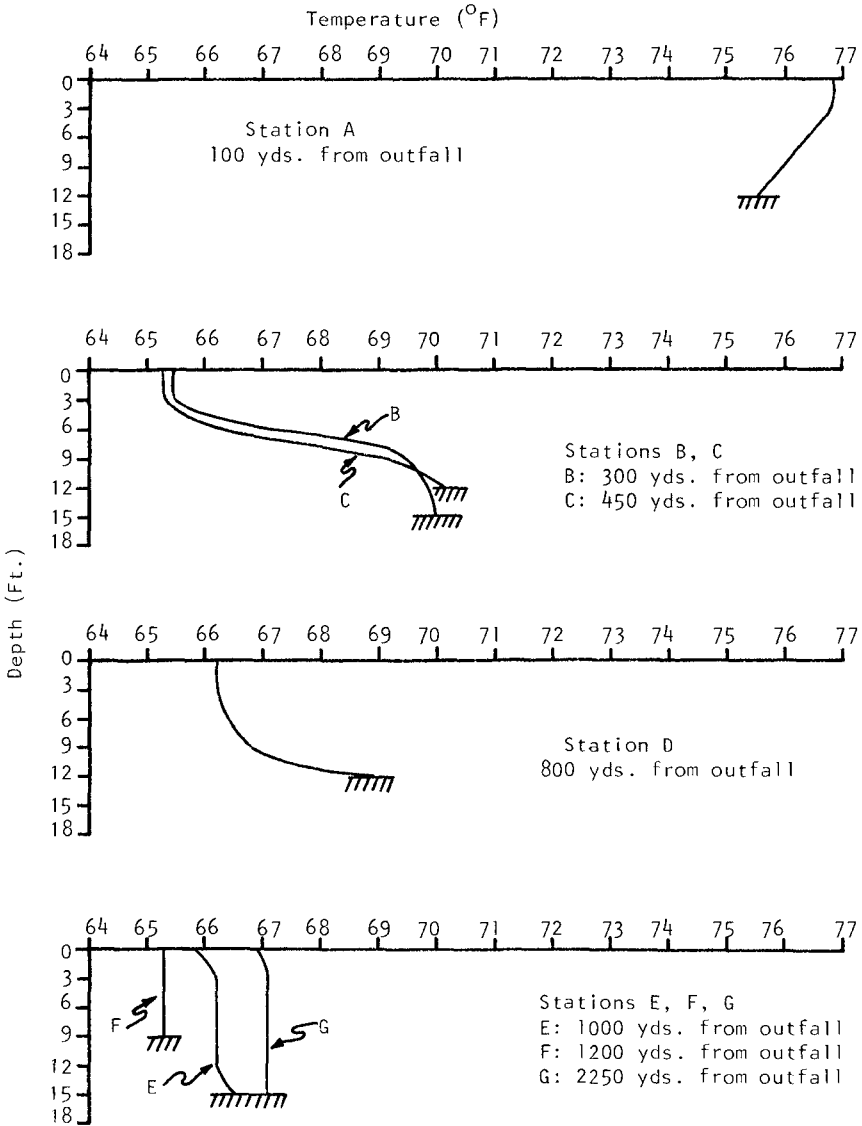 Temperature (°F)
64 65 66 67 68 69 70 71 72 73 74 75 76 77
0
3
6
9
12
15
18
Station A
100 yds. from outfall
64 65 66 67 68 69 70 71 72 73 74 75 76 77
0
3
6
9
12
15
18
B
C
Stations B, C
B: 300 yds. from outfall
C: 450 yds. from outfall
Depth (Ft.)
64 65 66 67 68 69 70 71 72 73 74 75 76 77
0
3
6
9
12
15
18
Station D
800 yds. from outfall
64 65 66 67 68 70 71 72 73 74 75 76 77
0
3
6
9
12
15
18
F
E
G
Stations E, F, G
E: 1000 yds. from outfall
F: 1200 yds. from outfall
G: 2250 yds. from outfall